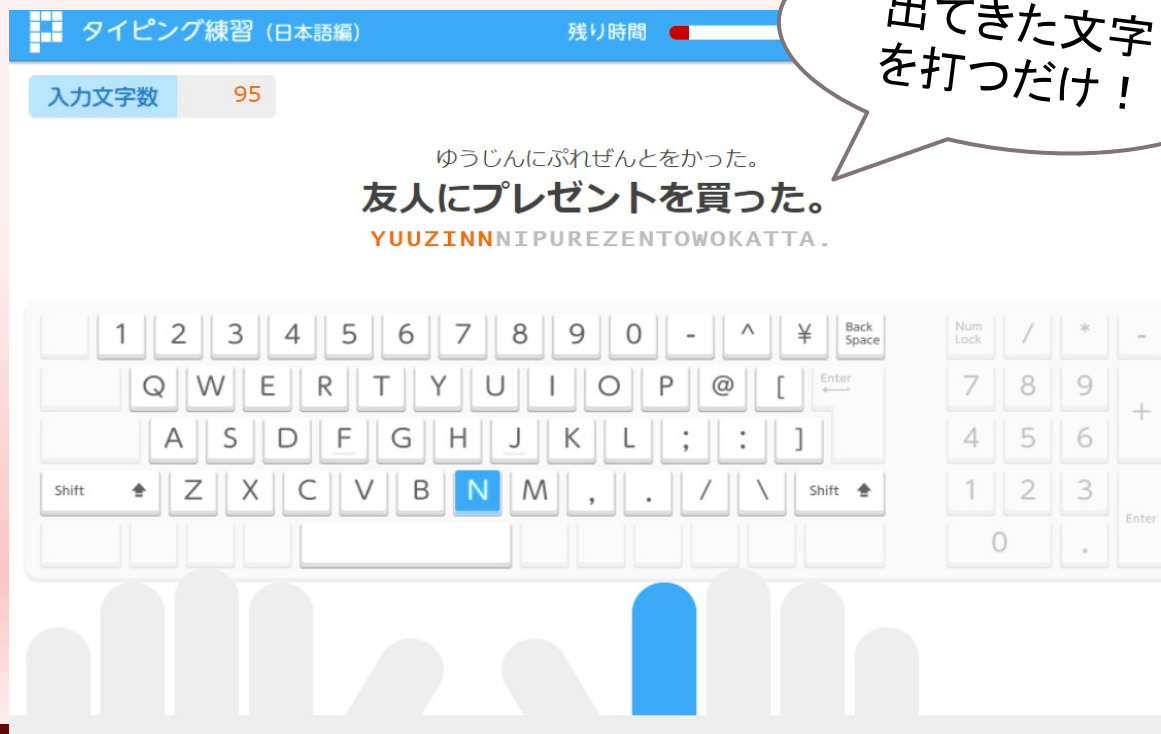 タイピング練習（日本語編）
残り時間
出てきた文字
を打つだけ！
入力文字数 95
ゆうじんにぷれぜんとをかった。
友人にプレゼントを買った。
YUUZINNNIPUREZENTOWOKATTA.
1 2 3 4 5 6 7 8 9 0 - ^ ¥ Back Space
Q W E R T Y U I O P @ [ Enter
A S D F G H J K L ; : ]
Shift Z X C V B N M , . / \ Shift
Num Lock / * -
7 8 9 +
4 5 6
1 2 3 Enter
0 .